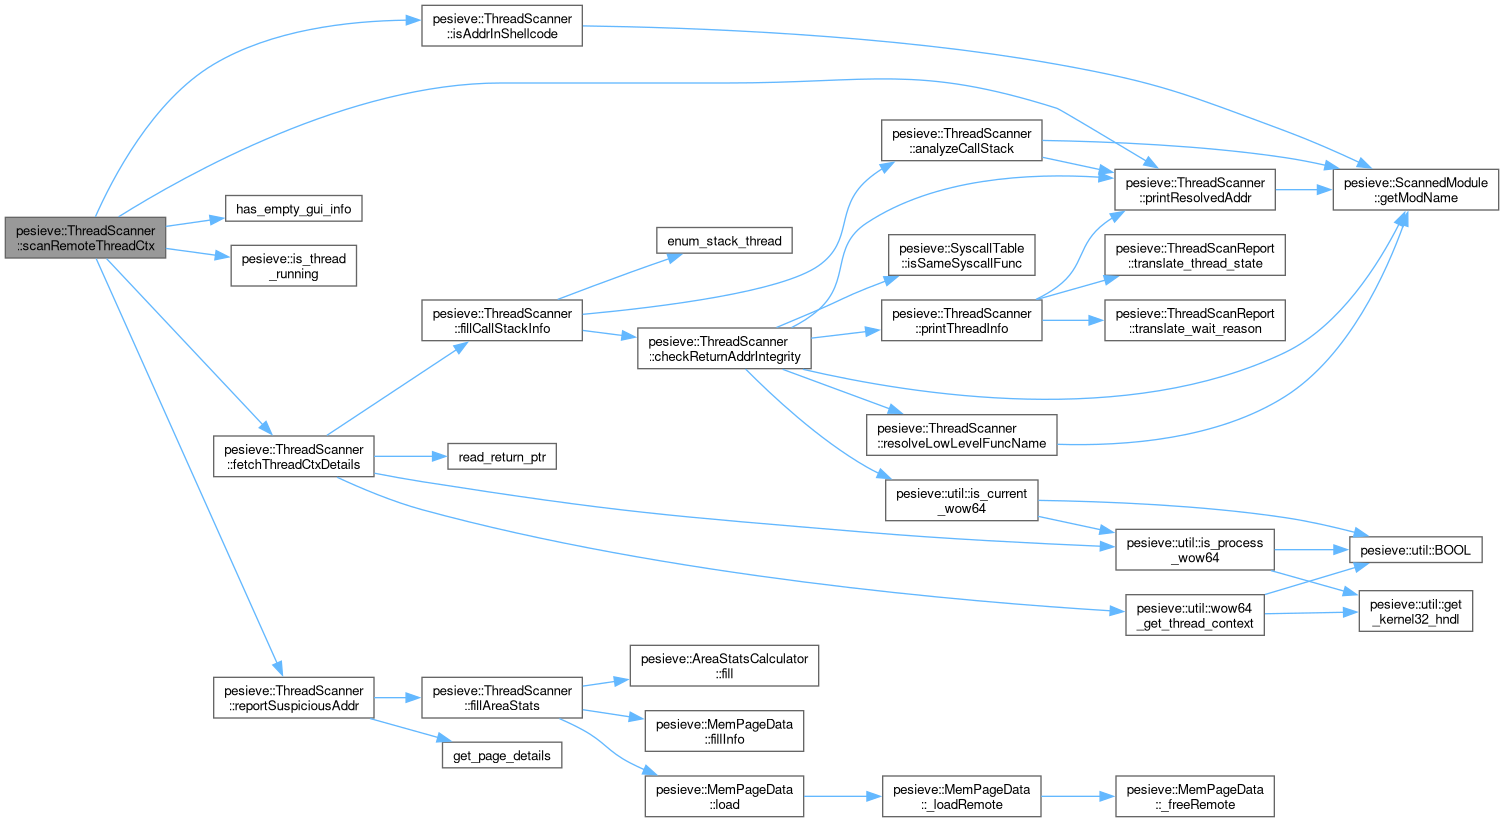 pesieve::ThreadScanner
::scanRemoteThreadCtx
pesieve::ThreadScanner
::isAddrInShellcode
has_empty_gui_info
pesieve::is_thread
_running
pesieve::ThreadScanner
::fetchThreadCtxDetails
pesieve::ThreadScanner
::reportSuspiciousAddr
pesieve::ThreadScanner
::fillCallStackInfo
read_return_ptr
pesieve::ThreadScanner
::fillAreaStats
get_page_details
enum_stack_thread
pesieve::ThreadScanner
::checkReturnAddrIntegrity
pesieve::AreaStatsCalculator
::fill
pesieve::MemPageData
::fillInfo
pesieve::MemPageData
::load
pesieve::ThreadScanner
::analyzeCallStack
pesieve::SyscallTable
::isSameSyscallFunc
pesieve::ThreadScanner
::printThreadInfo
pesieve::ThreadScanner
::resolveLowLevelFuncName
pesieve::util::is_current
_wow64
pesieve::MemPageData
::_loadRemote
pesieve::ThreadScanner
::printResolvedAddr
pesieve::ThreadScanReport
::translate_thread_state
pesieve::ThreadScanReport
::translate_wait_reason
pesieve::util::is_process
_wow64
pesieve::util::wow64
_get_thread_context
pesieve::MemPageData
::_freeRemote
pesieve::ScannedModule
::getModName
pesieve::util::BOOL
pesieve::util::get
_kernel32_hndl